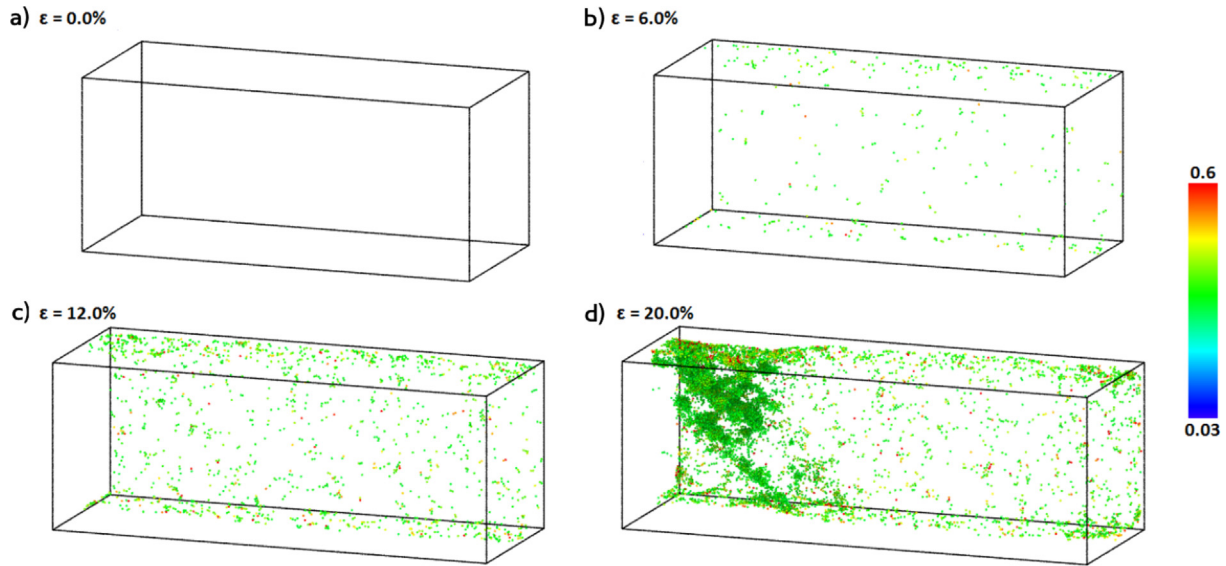 a) ε = 0.0%
b) ε = 6.0%
0.6
c) ε = 12.0%
d) ε = 20.0%
0.03